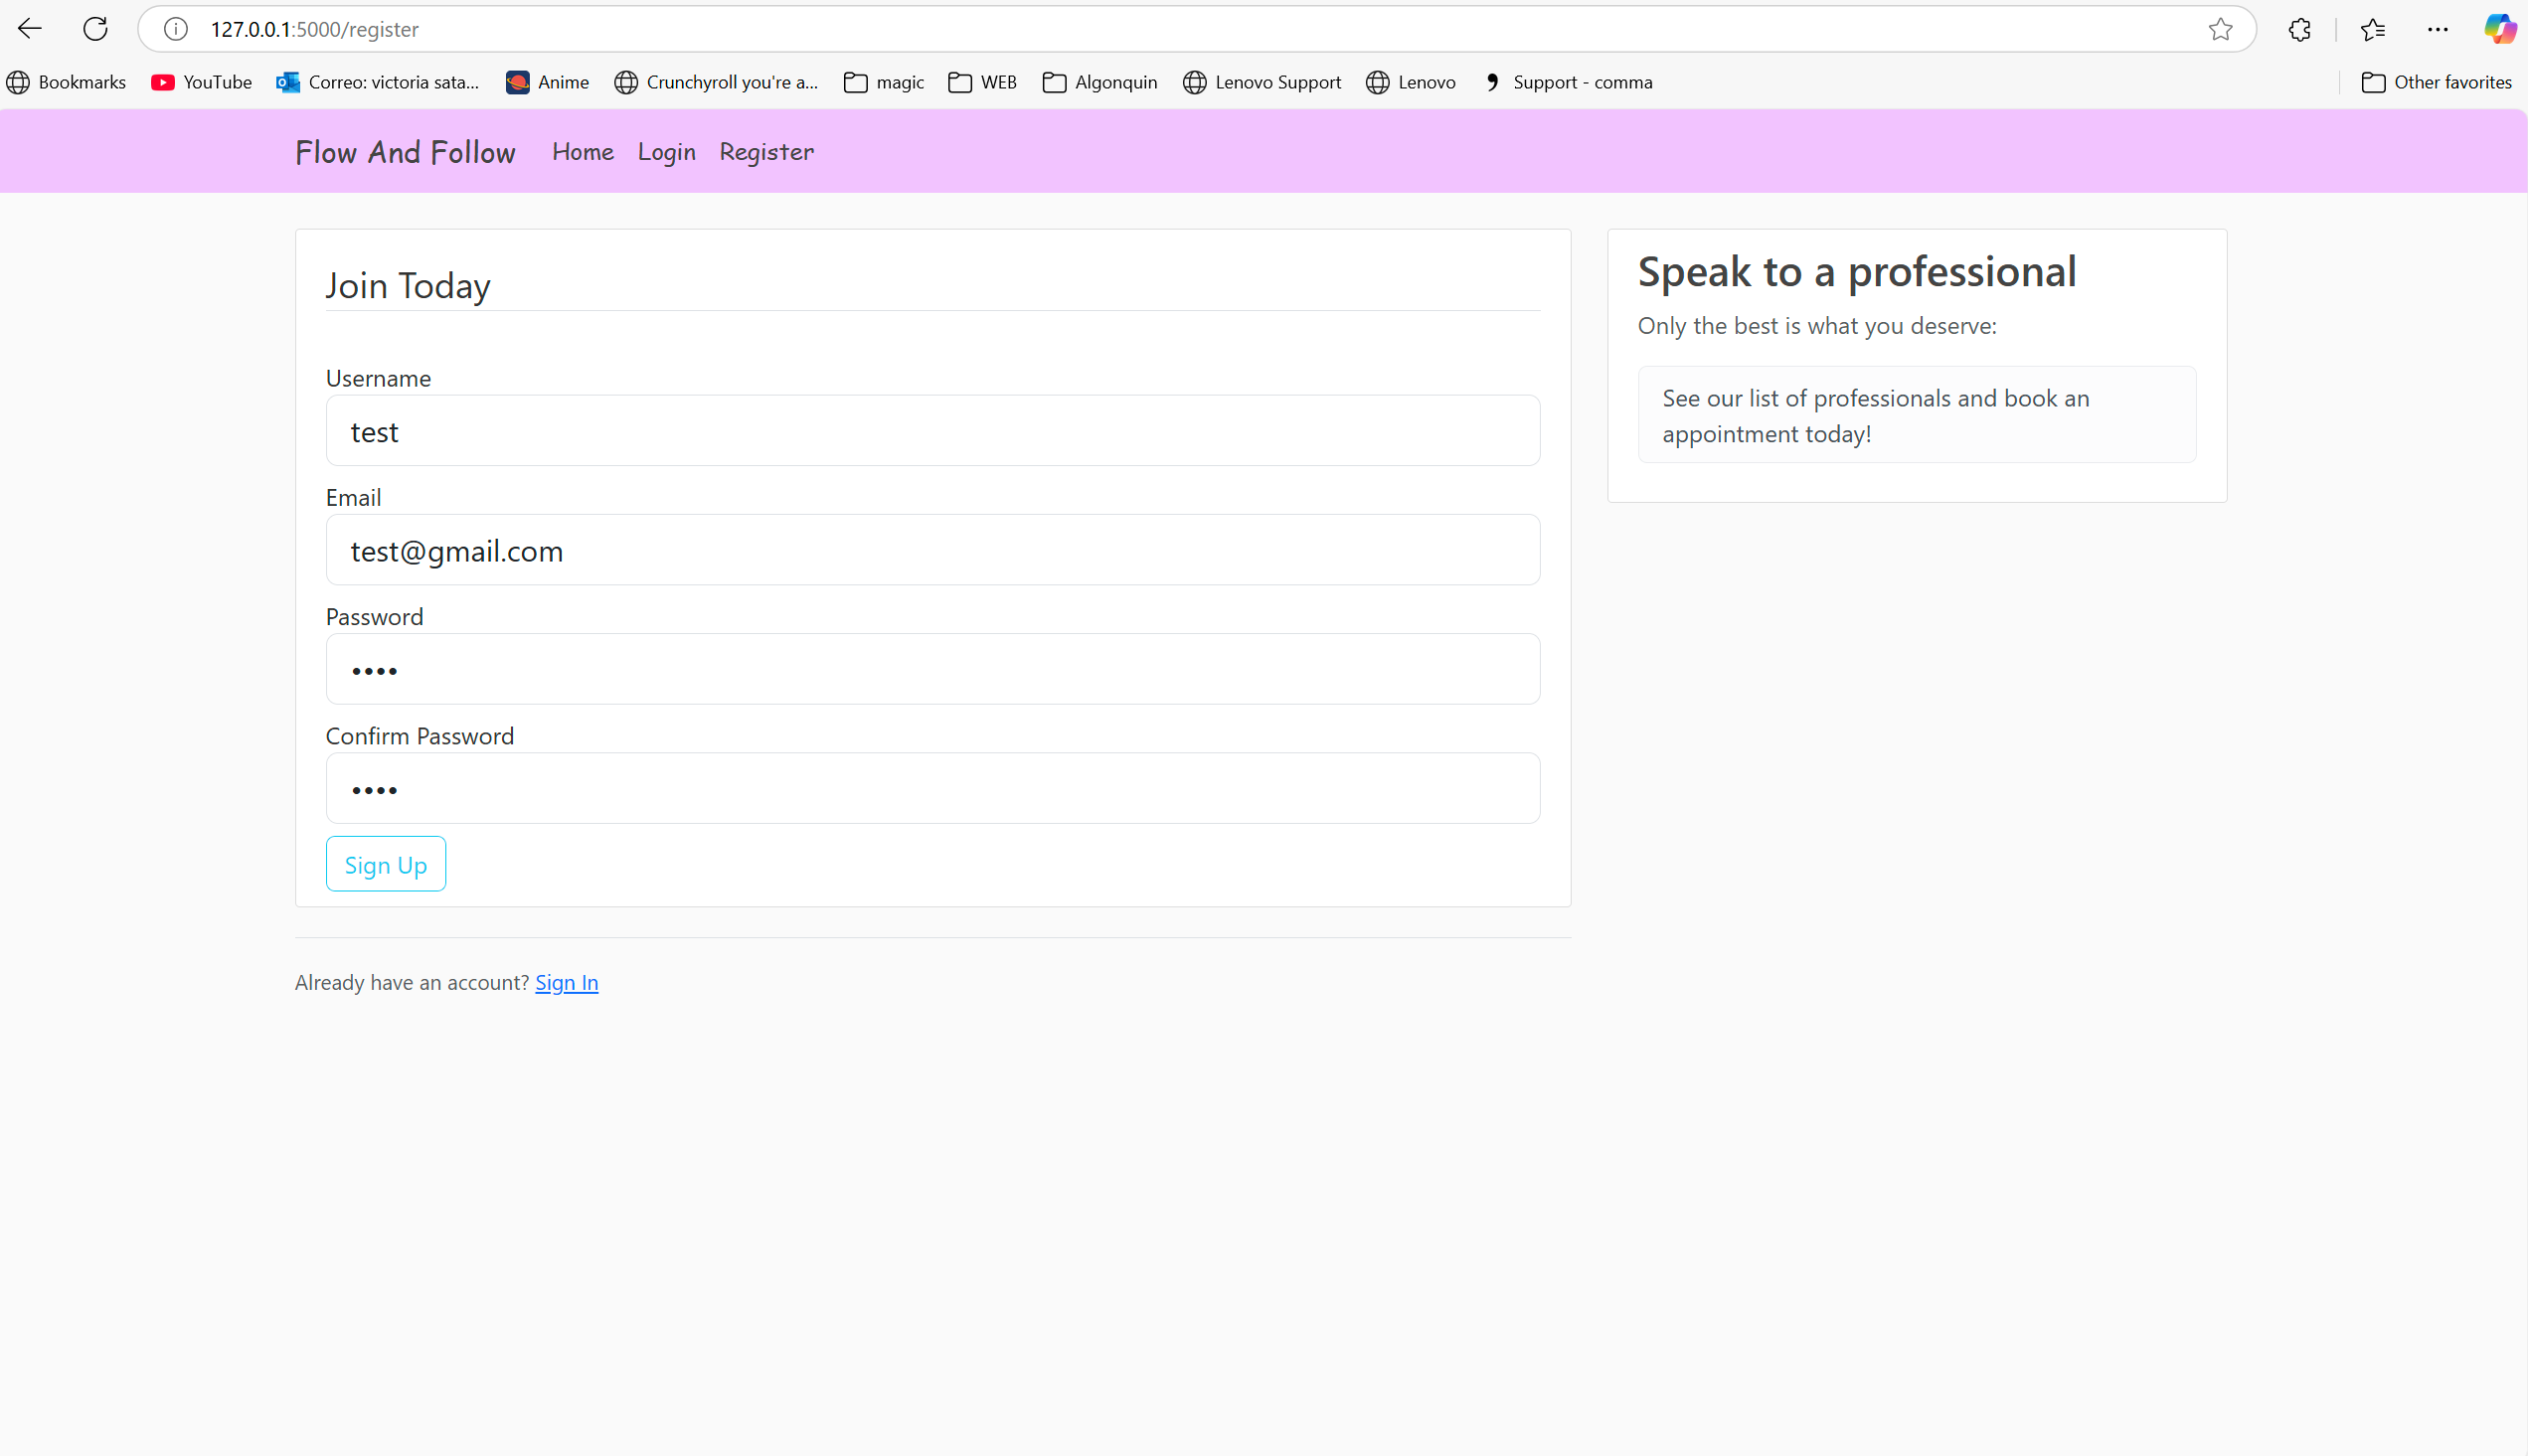 127.0.0.1:5000/register
Bookmarks YouTube Correo: victoria sata... Anime Crunchyroll you're a... magic WEB Algonquin Lenovo Support Lenovo Support - comma Other favorites
Flow And Follow Home Login Register
Join Today
Username
test
Email
test@gmail.com
Password
••••
Confirm Password
••••
Sign Up
Already have an account? Sign In
Speak to a professional
Only the best is what you deserve:
See our list of professionals and book an
appointment today!